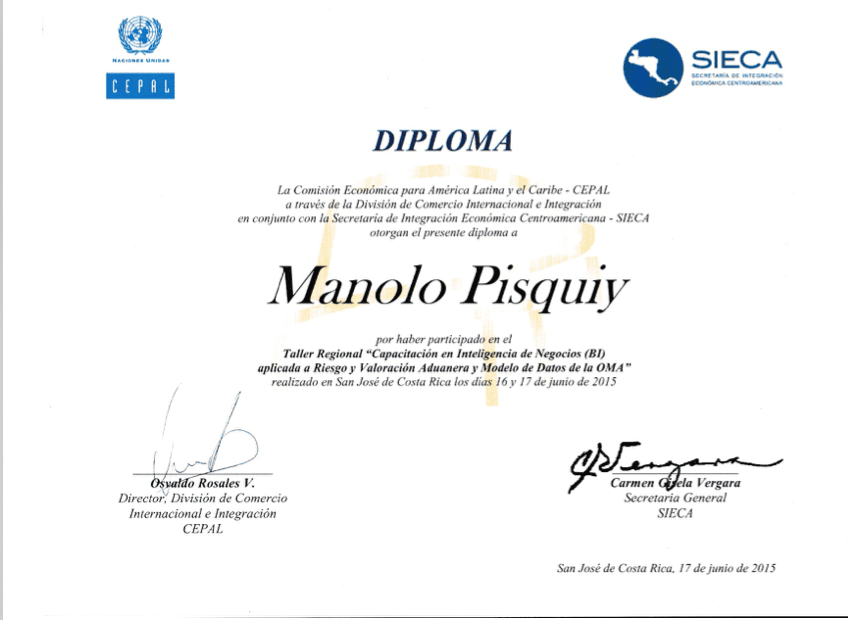 NACIONES UNIDAS
CEPAL
SIECA
SECRETARÍA DE INTEGRACIÓN
ECONÓMICA CENTROAMERICANA
DIPLOMA
La Comisión Económica para América Latina y el Caribe - CEPAL
a través de la División de Comercio Internacional e Integración
en conjunto con la Secretaría de Integración Económica Centroamericana - SIECA
otorgan el presente diploma a
Manolo Pisquiy
por haber participado en el
Taller Regional “Capacitación en Inteligencia de Negocios (BI)
aplicada a Riesgo y Valoración Aduanera y Modelo de Datos de la OMA”
realizado en San José de Costa Rica los días 16 y 17 de junio de 2015
Osvaldo Rosales V.
Director, División de Comercio
Internacional e Integración
CEPAL
CGVergara
Carmen Gisela Vergara
Secretaria General
SIECA
San José de Costa Rica, 17 de junio de 2015